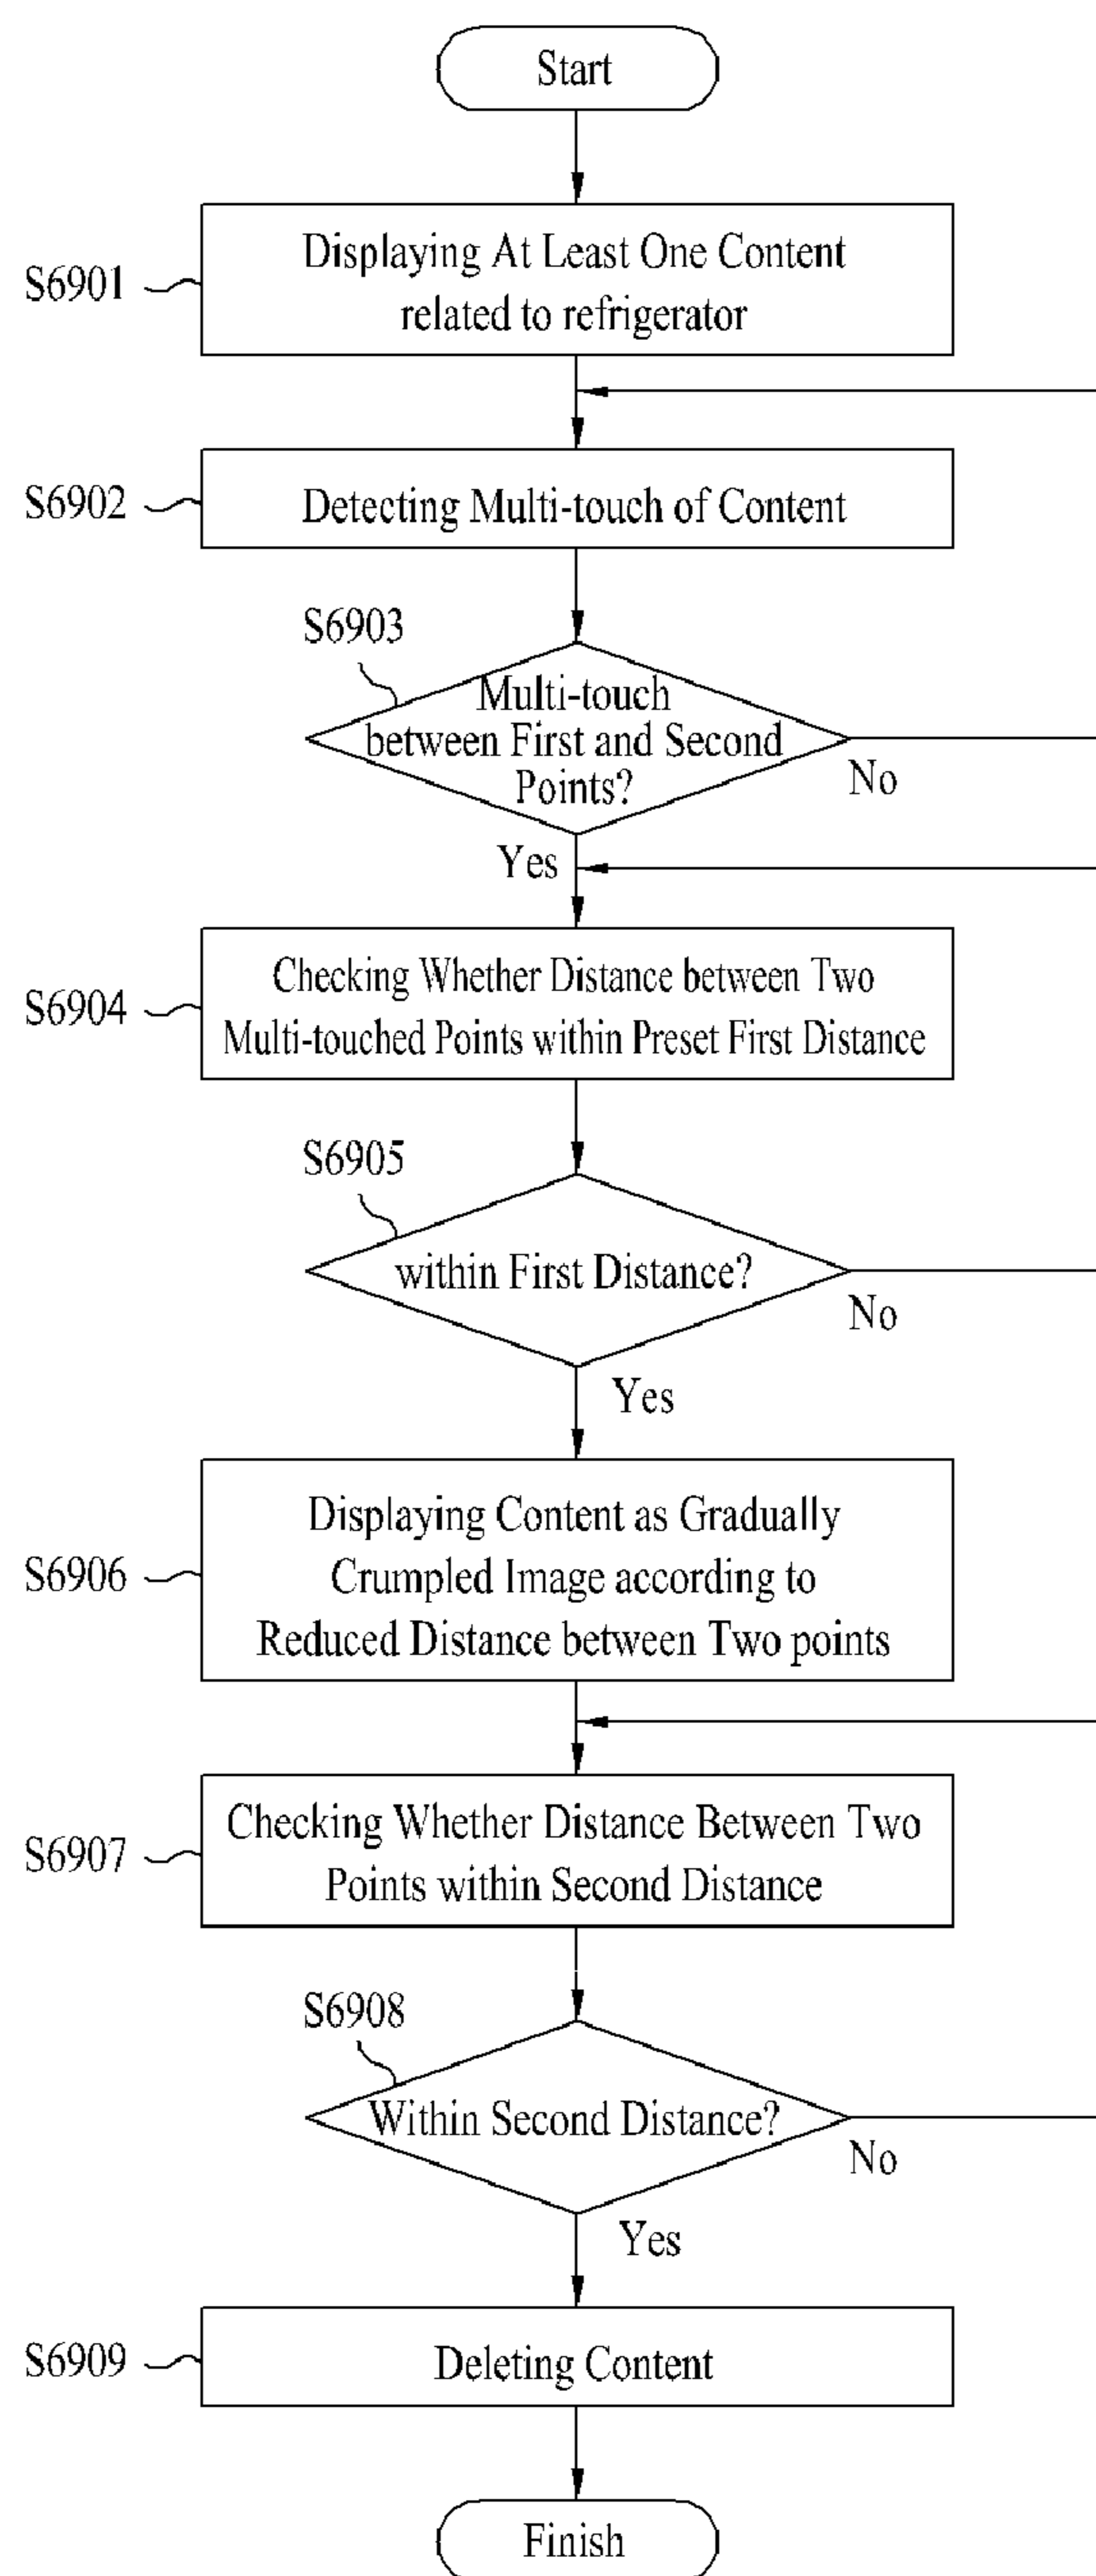 Start
S6901
Displaying At Least One Content
related to refrigerator
S6902
Detecting Multi-touch of Content
S6903
Multi-touch
between First and Second
Points?
No
Yes
S6904
Checking Whether Distance between Two
Multi-touched Points within Preset First Distance
S6905
within First Distance?
No
Yes
S6906
Displaying Content as Gradually
Crumpled Image according to
Reduced Distance between Two points
S6907
Checking Whether Distance Between Two
Points within Second Distance
S6908
Within Second Distance?
No
Yes
S6909
Deleting Content
Finish